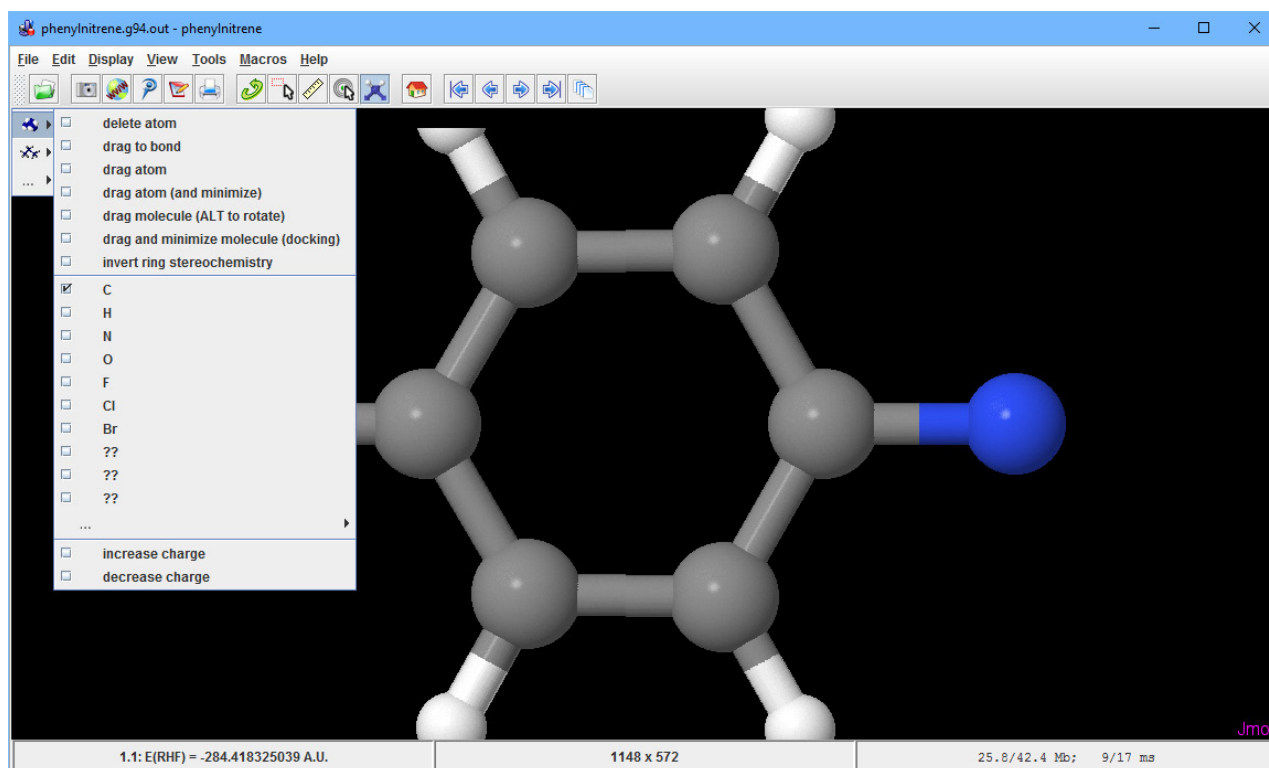 phenylnitrene.g94.out - phenylnitrene
File Edit Display View Tools Macros Help
delete atom
drag to bond
drag atom
... drag atom (and minimize)
drag molecule (ALT to rotate)
drag and minimize molecule (docking)
invert ring stereochemistry
C
H
N
O
F
Cl
Br
??
??
??
...
increase charge
decrease charge
Jmo
1.1: E(RHF) = -284.418325039 A.U. 1148 x 572 25.8/42.4 Mb; 9/17 ms